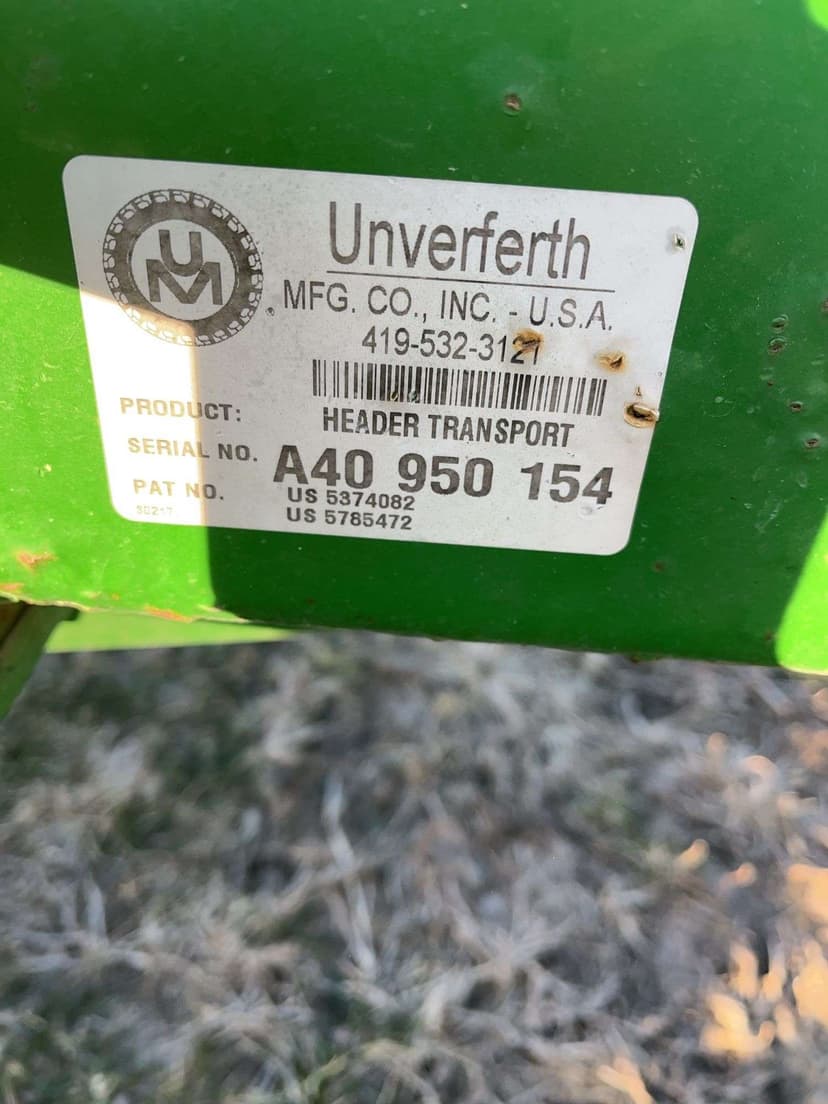 UM
Unverferth
MFG. CO., INC. - U.S.A.
419-532-3121
PRODUCT: HEADER TRANSPORT
SERIAL NO. A40 950 154
PAT NO. US 5374082
US 5785472
80217